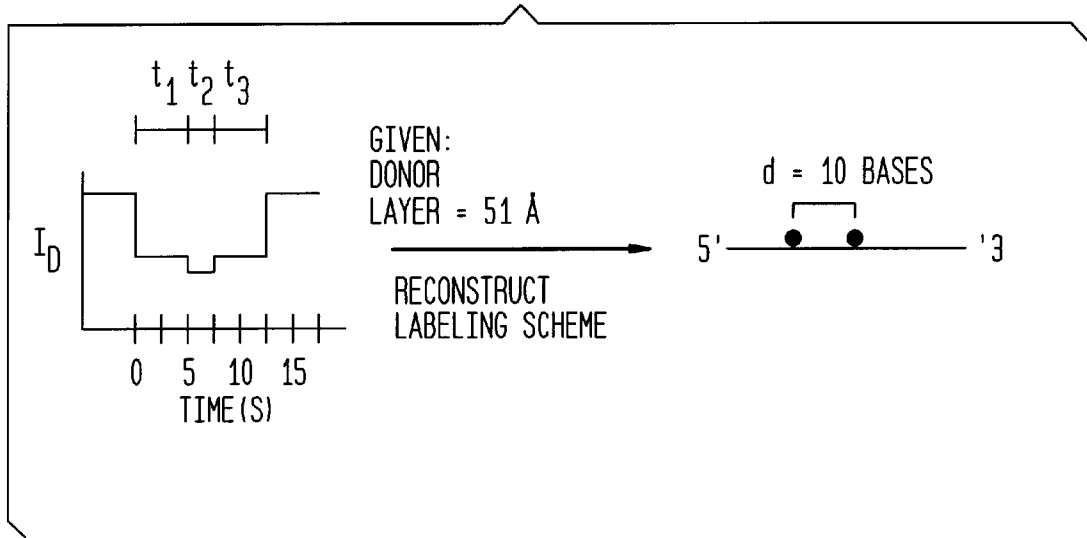 t1 t2 t3
GIVEN:
DONOR
LAYER = 51 Å
RECONSTRUCT
LABELING SCHEME
ID
0 5 10 15
TIME(S)
d = 10 BASES
5' '3